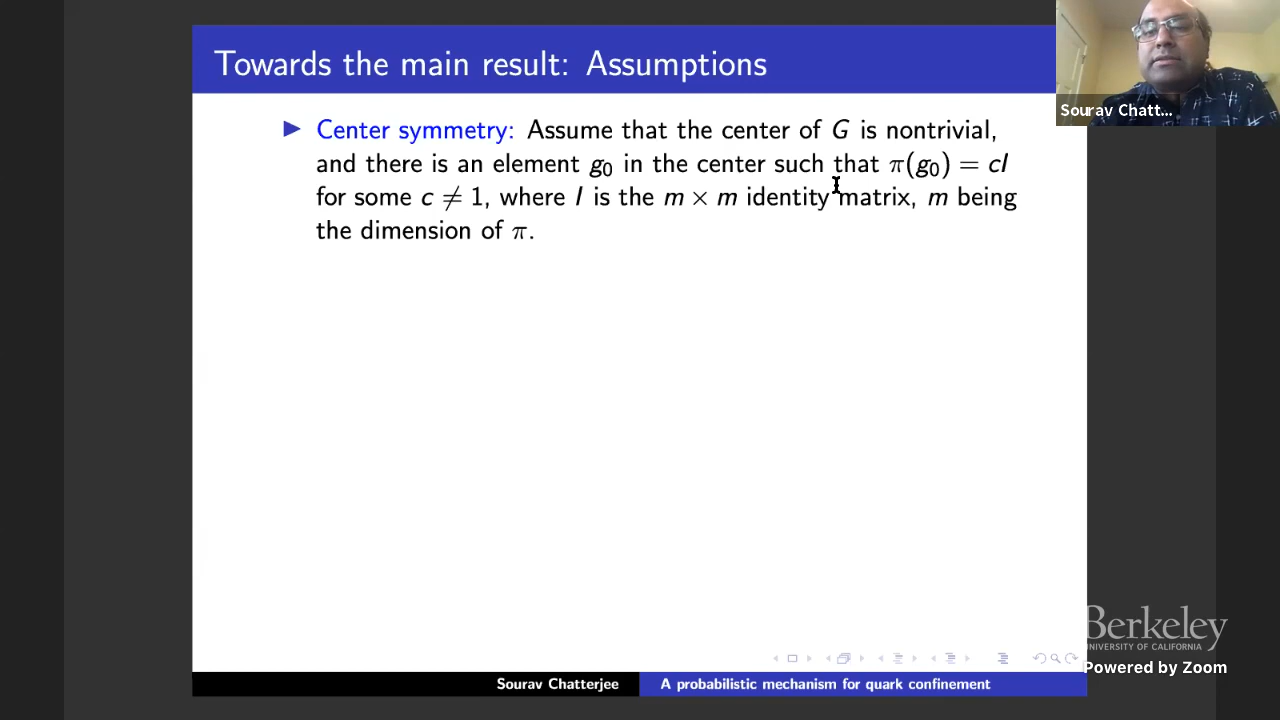 Towards the main result: Assumptions
▶ Center symmetry: Assume that the center of G is nontrivial,
and there is an element g₀ in the center such that π(g₀) = cI
for some c ≠ 1, where I is the m × m identity matrix, m being
the dimension of π.
Sourav Chatt...
Berkeley
UNIVERSITY OF CALIFORNIA
Powered by Zoom
Sourav Chatterjee
A probabilistic mechanism for quark confinement